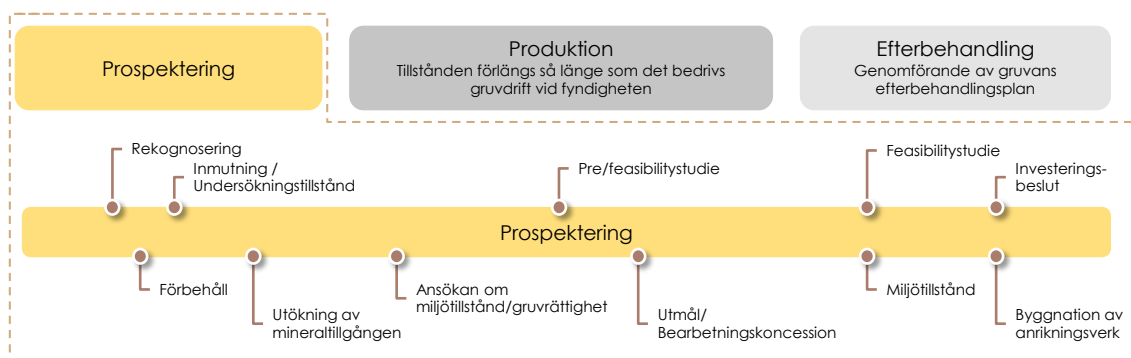 Prospektering
Produktion
Tillstånden förlängs så länge som det bedrivs
gruvdrift vid fyndigheten
Efterbehandling
Genomförande av gruvans
efterbehandlingsplan
Rekognosering
Inmutning /
Undersökningstillstånd
Pre/feasibilitystudie
Feasibilitystudie
Investerings-
beslut
Prospektering
Förbehåll
Utökning av
mineraltillgången
Ansökan om
miljötillstånd/gruvrättighet
Utmål/
Bearbetningskoncession
Miljötillstånd
Byggnation av
anrikningsverk